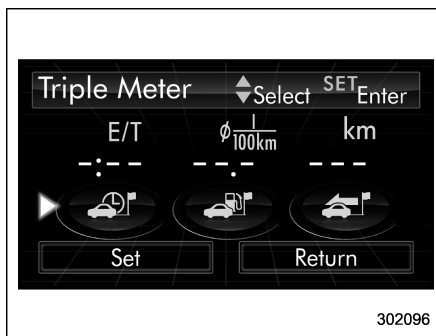 Triple Meter Select SET Enter
E/T ϕ l/100km km
-:-- --.- ---
Set Return
302096